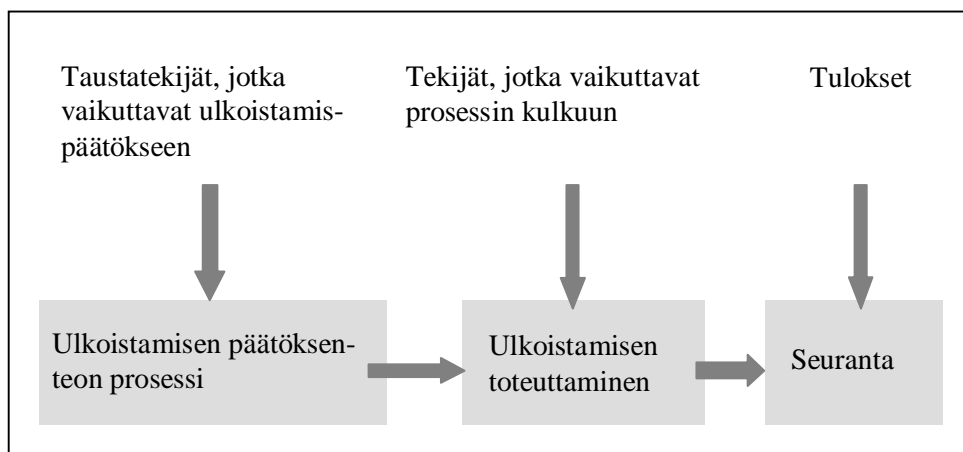 Taustatekijät, jotka
vaikuttavat ulkoistamis-
päätökseen
Tekijät, jotka vaikuttavat
prosessin kulkuun
Tulokset
Ulkoistamisen päätöksen-
teon prosessi
Ulkoistamisen
toteuttaminen
Seuranta